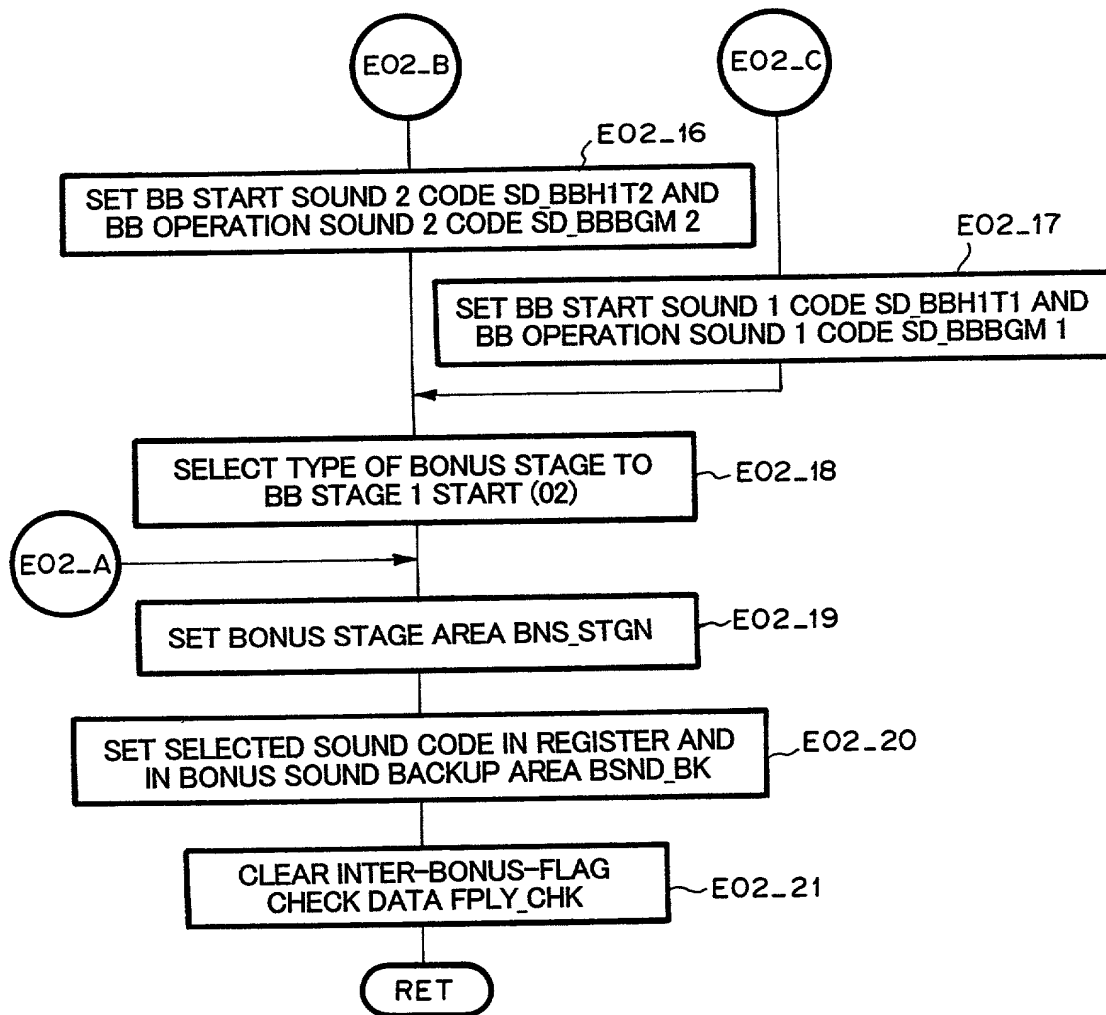 E02_B
E02_C
E02_16
SET BB START SOUND 2 CODE SD_BBH1T2 AND
BB OPERATION SOUND 2 CODE SD_BBBGM 2
E02_17
SET BB START SOUND 1 CODE SD_BBH1T1 AND
BB OPERATION SOUND 1 CODE SD_BBBGM 1
SELECT TYPE OF BONUS STAGE TO
BB STAGE 1 START (02)
E02_18
E02_A
SET BONUS STAGE AREA BNS_STGN
E02_19
SET SELECTED SOUND CODE IN REGISTER AND
IN BONUS SOUND BACKUP AREA BSND_BK
E02_20
CLEAR INTER-BONUS-FLAG
CHECK DATA FPLY_CHK
E02_21
RET